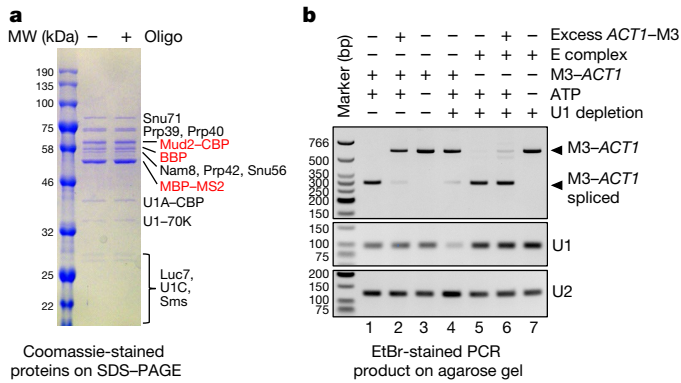 a
MW (kDa) − + Oligo
190
135
100
75
58
46
32
25
22
Snu71
Prp39, Prp40
Mud2–CBP
BBP
Nam8, Prp42, Snu56
MBP–MS2
U1A–CBP
U1–70K
Luc7,
U1C,
Sms
Coomassie-stained
proteins on SDS–PAGE
b
Marker (bp)
− + − − − + − Excess ACT1–M3
− − − − + + + E complex
+ + + + − − − M3–ACT1
+ + − + + + − ATP
− − − + + + + U1 depletion
766
500
350
300
250
200
150
M3–ACT1
M3–ACT1
spliced
150
100
75
U1
200
150
100
75
U2
1 2 3 4 5 6 7
EtBr-stained PCR
product on agarose gel